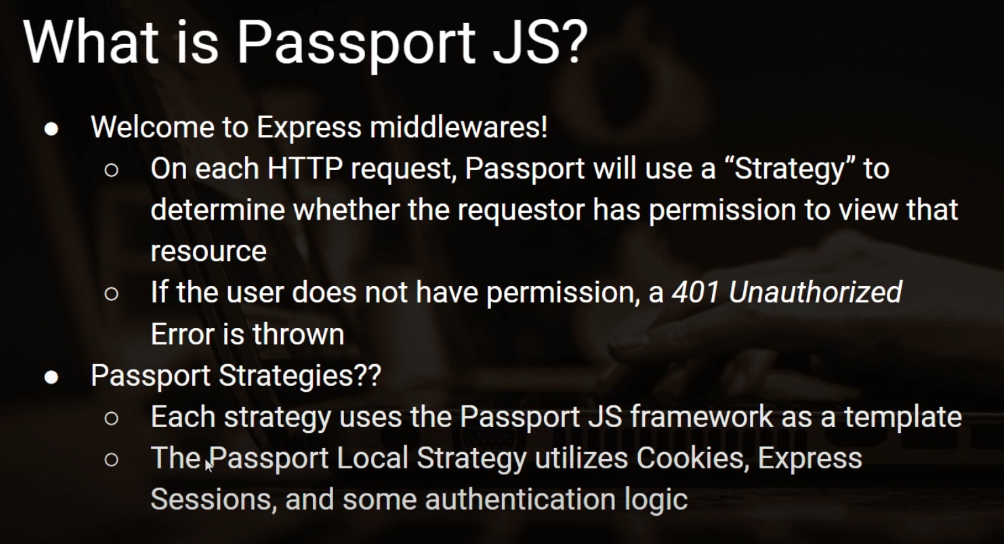 What is Passport JS?
● Welcome to Express middlewares!
○ On each HTTP request, Passport will use a “Strategy” to
determine whether the requestor has permission to view that
resource
○ If the user does not have permission, a 401 Unauthorized
Error is thrown
● Passport Strategies??
○ Each strategy uses the Passport JS framework as a template
○ The Passport Local Strategy utilizes Cookies, Express
Sessions, and some authentication logic